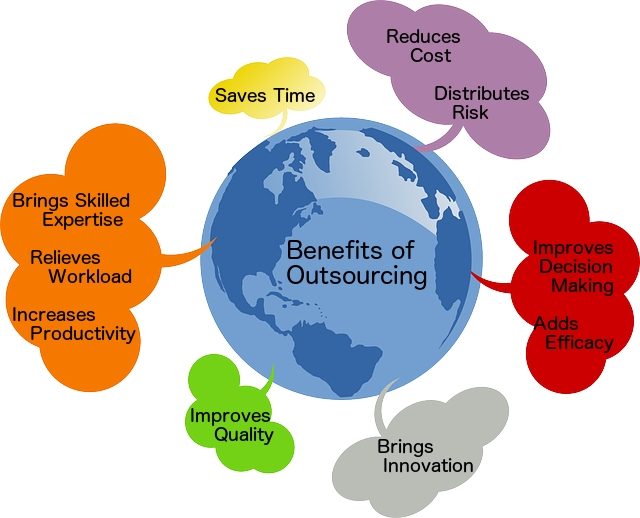 Reduces
Cost
Distributes
Risk
Saves Time
Brings Skilled
Expertise
Relieves
Workload
Increases
Productivity
Benefits of
Outsourcing
Improves
Decision
Making
Adds
Efficacy
Improves
Quality
Brings
Innovation